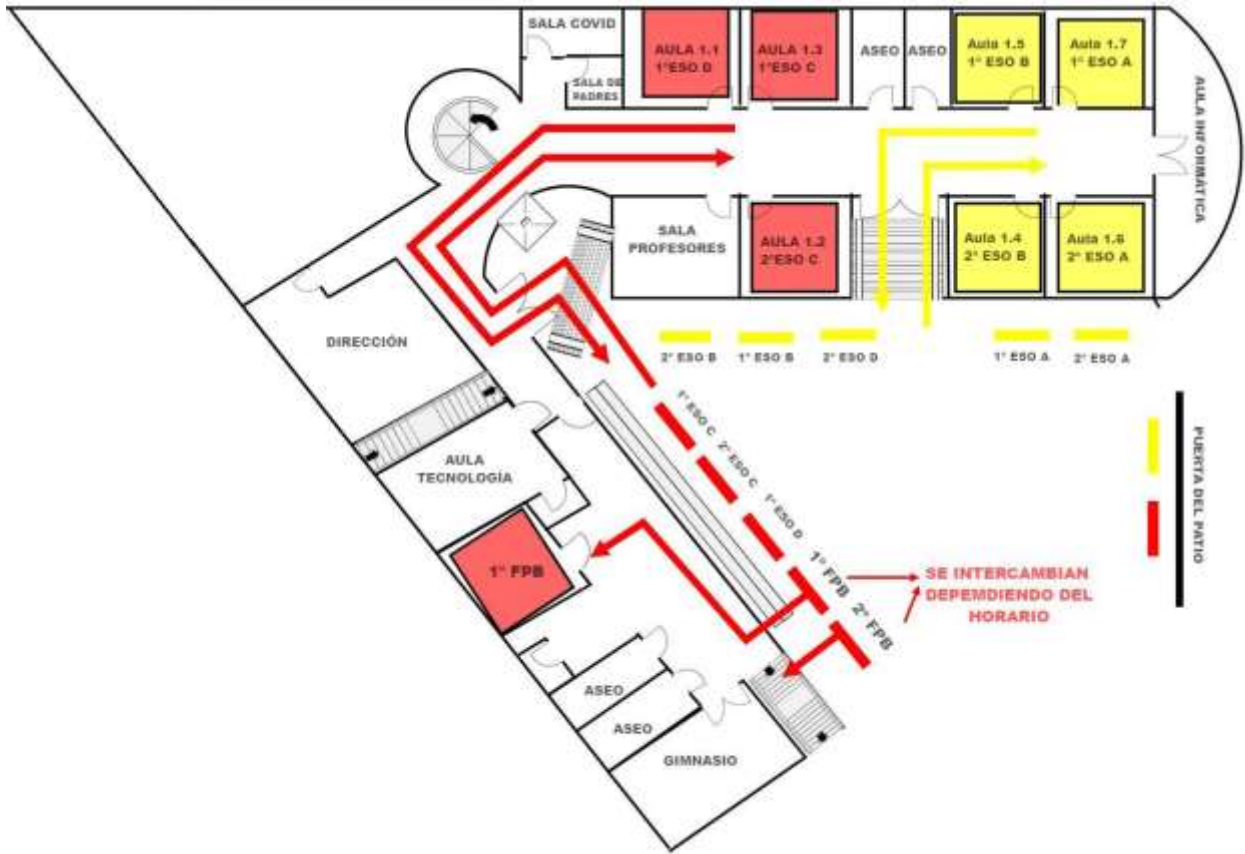 SALA COVID
SALA DE
PADRES
AULA 1.1
1°ESO D
AULA 1.3
1°ESO C
ASEO
ASEO
Aula 1.5
1° ESO B
Aula 1.7
1° ESO A
AULA INFORMÁTICA
SALA
PROFESORES
AULA 1.2
2°ESO C
Aula 1.4
2° ESO B
Aula 1.6
2° ESO A
2° ESO B
1° ESO B
2° ESO D
1° ESO A
2° ESO A
DIRECCIÓN
AULA
TECNOLOGÍA
1° FPB
1° ESO C
2° ESO C
1° ESO D
1° FPB
2° FPB
SE INTERCAMBIAN
DEPEMDIENDO DEL
HORARIO
PUERTA DEL PATIO
ASEO
ASEO
GIMNASIO